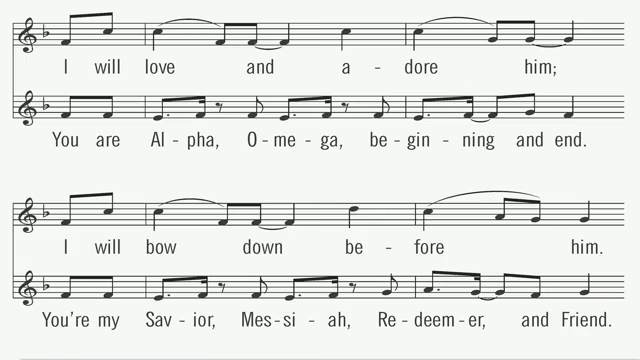 I will love and a - dore him;
You are Al - pha, O - me - ga, be - gin - ning and end.
I will bow down be - fore him.
You're my Sav - ior, Mes - si - ah, Re - deem - er, and Friend.